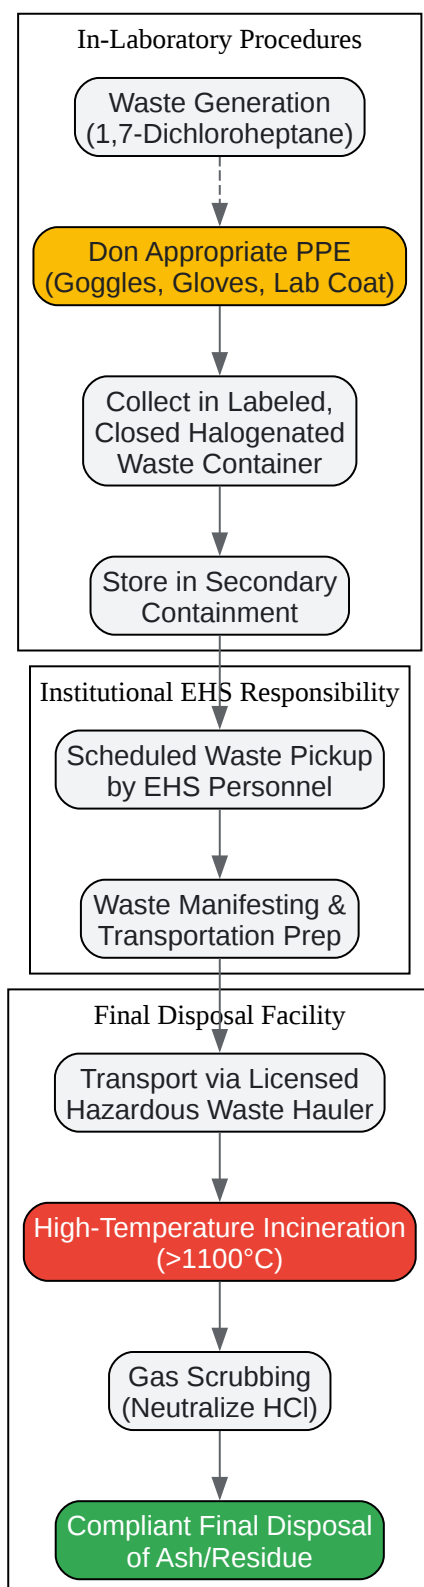 In-Laboratory Procedures
Waste Generation
(1,7-Dichloroheptane)
Don Appropriate PPE
(Goggles, Gloves, Lab Coat)
Collect in Labeled,
Closed Halogenated
Waste Container
Store in Secondary
Containment
Institutional EHS Responsibility
Scheduled Waste Pickup
by EHS Personnel
Waste Manifesting &
Transportation Prep
Final Disposal Facility
Transport via Licensed
Hazardous Waste Hauler
High-Temperature Incineration
(>1100°C)
Gas Scrubbing
(Neutralize HCl)
Compliant Final Disposal
of Ash/Residue